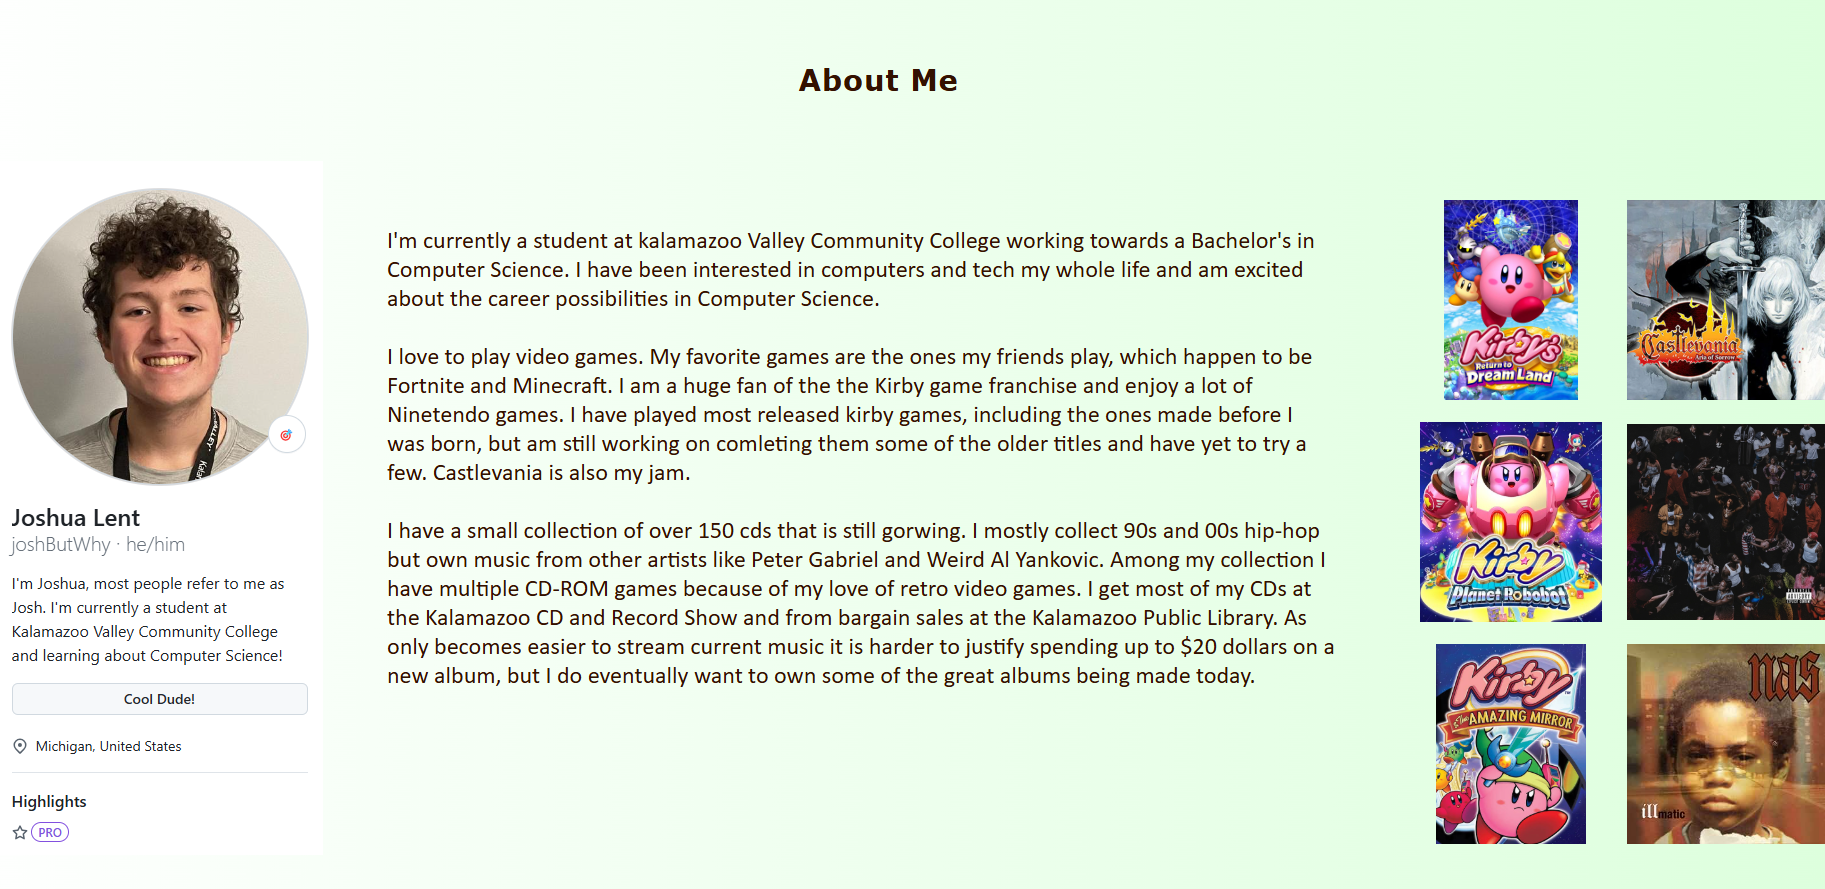 About Me
Joshua Lent
joshButWhy · he/him
I'm Joshua, most people refer to me as
Josh. I'm currently a student at
Kalamazoo Valley Community College
and learning about Computer Science!
Cool Dude!
Michigan, United States
Highlights
PRO
I'm currently a student at kalamazoo Valley Community College working towards a Bachelor's in
Computer Science. I have been interested in computers and tech my whole life and am excited
about the career possibilities in Computer Science.
I love to play video games. My favorite games are the ones my friends play, which happen to be
Fortnite and Minecraft. I am a huge fan of the the Kirby game franchise and enjoy a lot of
Ninetendo games. I have played most released kirby games, including the ones made before I
was born, but am still working on comleting them some of the older titles and have yet to try a
few. Castlevania is also my jam.
I have a small collection of over 150 cds that is still gorwing. I mostly collect 90s and 00s hip-hop
but own music from other artists like Peter Gabriel and Weird Al Yankovic. Among my collection I
have multiple CD-ROM games because of my love of retro video games. I get most of my CDs at
the Kalamazoo CD and Record Show and from bargain sales at the Kalamazoo Public Library. As
only becomes easier to stream current music it is harder to justify spending up to $20 dollars on a
new album, but I do eventually want to own some of the great albums being made today.
Kirby's
Return to
Dream Land
Castlevania
Aria of Sorrow
Kirby
Planet Robobot
ADVISORY
Kirby
& The AMAZING MIRROR
nas
illmatic